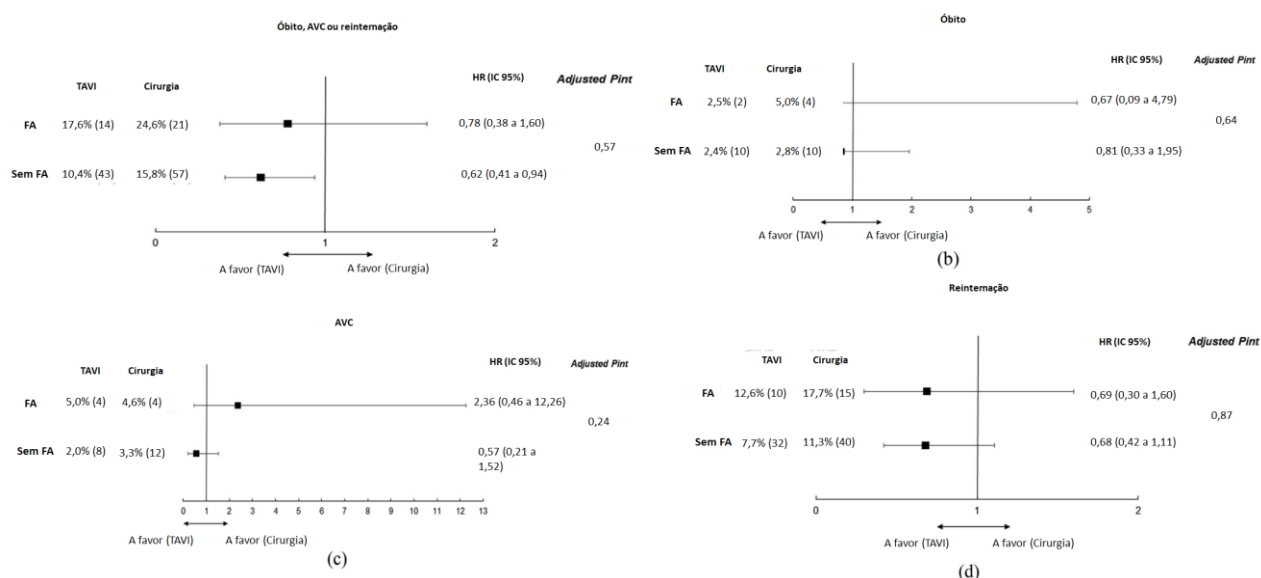 Óbito, AVC ou reinternação
TAVI Cirurgia HR (IC 95%) Adjusted Pint
FA 17,6% (14) 24,6% (21) 0,78 (0,38 a 1,60)
0,57
Sem FA 10,4% (43) 15,8% (57) 0,62 (0,41 a 0,94)
0 1 2
A favor (TAVI) A favor (Cirurgia)
Óbito
TAVI Cirurgia HR (IC 95%) Adjusted Pint
FA 2,5% (2) 5,0% (4) 0,67 (0,09 a 4,79)
0,64
Sem FA 2,4% (10) 2,8% (10) 0,81 (0,33 a 1,95)
0 1 2 3 4 5
A favor (TAVI) A favor (Cirurgia)
(b)
AVC
TAVI Cirurgia HR (IC 95%) Adjusted Pint
FA 5,0% (4) 4,6% (4) 2,36 (0,46 a 12,26)
0,24
Sem FA 2,0% (8) 3,3% (12) 0,57 (0,21 a
1,52)
0 1 2 3 4 5 6 7 8 9 10 11 12 13
A favor (TAVI) A favor (Cirurgia)
(c)
Reinternação
HR (IC 95%) Adjusted Pint
TAVI Cirurgia
FA 12,6% (10) 17,7% (15) 0,69 (0,30 a 1,60)
0,87
Sem FA 7,7% (32) 11,3% (40) 0,68 (0,42 a 1,11)
0 1 2
A favor (TAVI) A favor (Cirurgia)
(d)